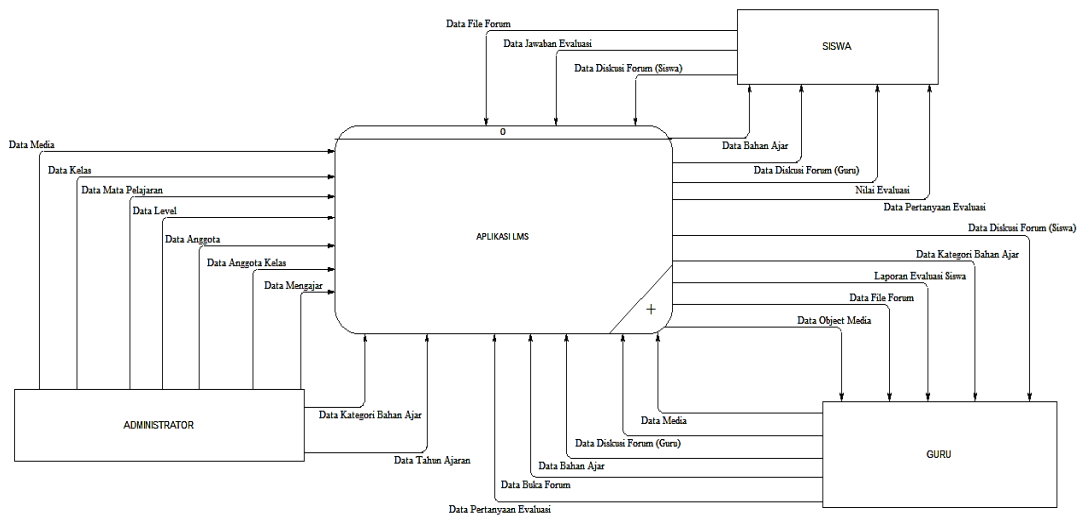 Data File Forum
Data Jawaban Evaluasi
Data Diskusi Forum (Siswa)
SISWA
0
Data Media
Data Kelas
Data Mata Pelajaran
Data Level
Data Anggota
Data Anggota Kelas
Data Mengajar
APLIKASI LMS
+
Data Bahan Ajar
Data Diskusi Forum (Guru)
Nilai Evaluasi
Data Pertanyaan Evaluasi
Data Diskusi Forum (Siswa)
Data Kategori Bahan Ajar
Laporan Evaluasi Siswa
Data File Forum
Data Object Media
ADMINISTRATOR
Data Kategori Bahan Ajar
Data Tahun Ajaran
Data Media
Data Diskusi Forum (Guru)
Data Bahan Ajar
Data Buka Forum
Data Pertanyaan Evaluasi
GURU